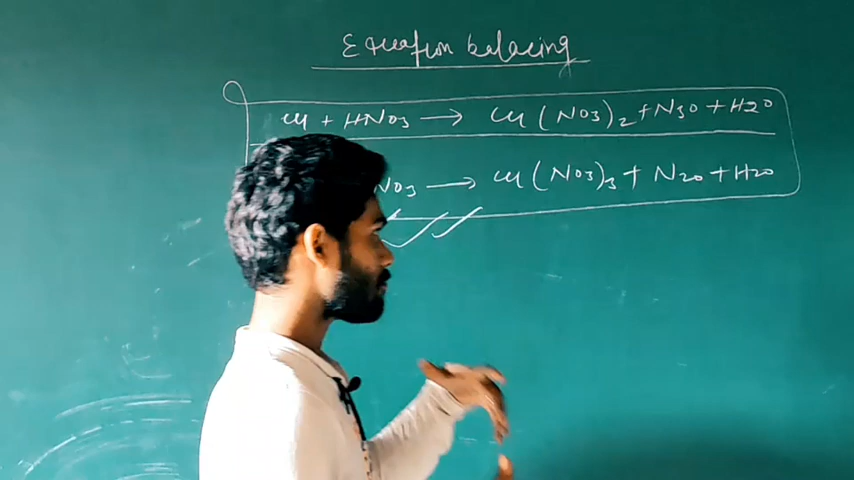 Equation balacing
Cu + HNO3 → Cu(NO3)2 + N3O + H2O
NO3 → Cu(NO3)3 + N2O + H2O